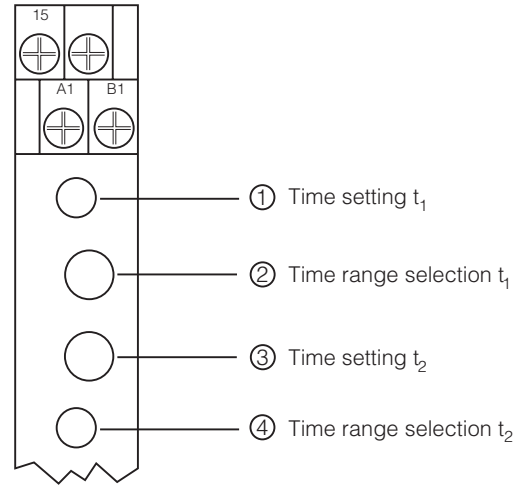 15
A1 B1
① Time setting t₁
② Time range selection t₁
③ Time setting t₂
④ Time range selection t₂